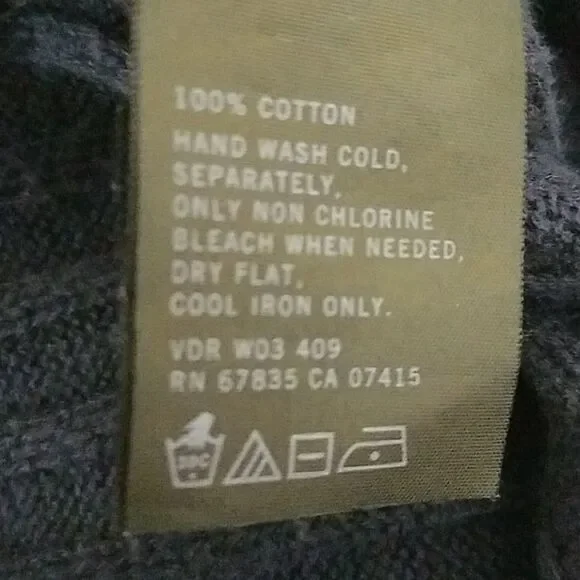 100% COTTON
HAND WASH COLD,
SEPARATELY,
ONLY NON CHLORINE
BLEACH WHEN NEEDED,
DRY FLAT,
COOL IRON ONLY.
VDR W03 409
RN 67835 CA 07415